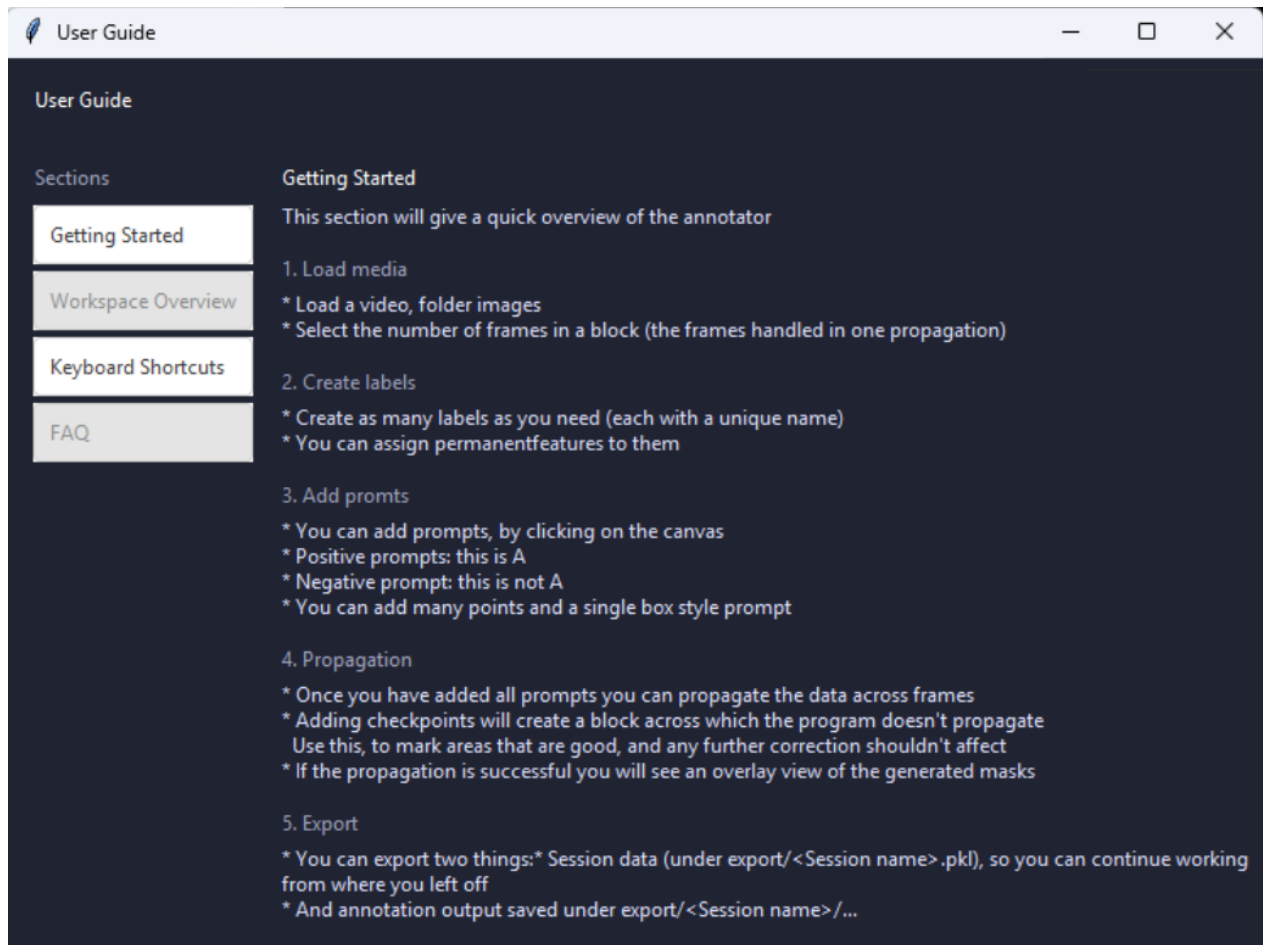 User Guide
User Guide
Sections
Getting Started
Workspace Overview
Keyboard Shortcuts
FAQ
Getting Started
This section will give a quick overview of the annotator
1. Load media
* Load a video, folder images
* Select the number of frames in a block (the frames handled in one propagation)
2. Create labels
* Create as many labels as you need (each with a unique name)
* You can assign permanentfeatures to them
3. Add promts
* You can add prompts, by clicking on the canvas
* Positive prompts: this is A
* Negative prompt: this is not A
* You can add many points and a single box style prompt
4. Propagation
* Once you have added all prompts you can propagate the data across frames
* Adding checkpoints will create a block across which the program doesn't propagate
Use this, to mark areas that are good, and any further correction shouldn't affect
* If the propagation is successful you will see an overlay view of the generated masks
5. Export
* You can export two things:* Session data (under export/<Session name>.pkl), so you can continue working
from where you left off
* And annotation output saved under export/<Session name>/...